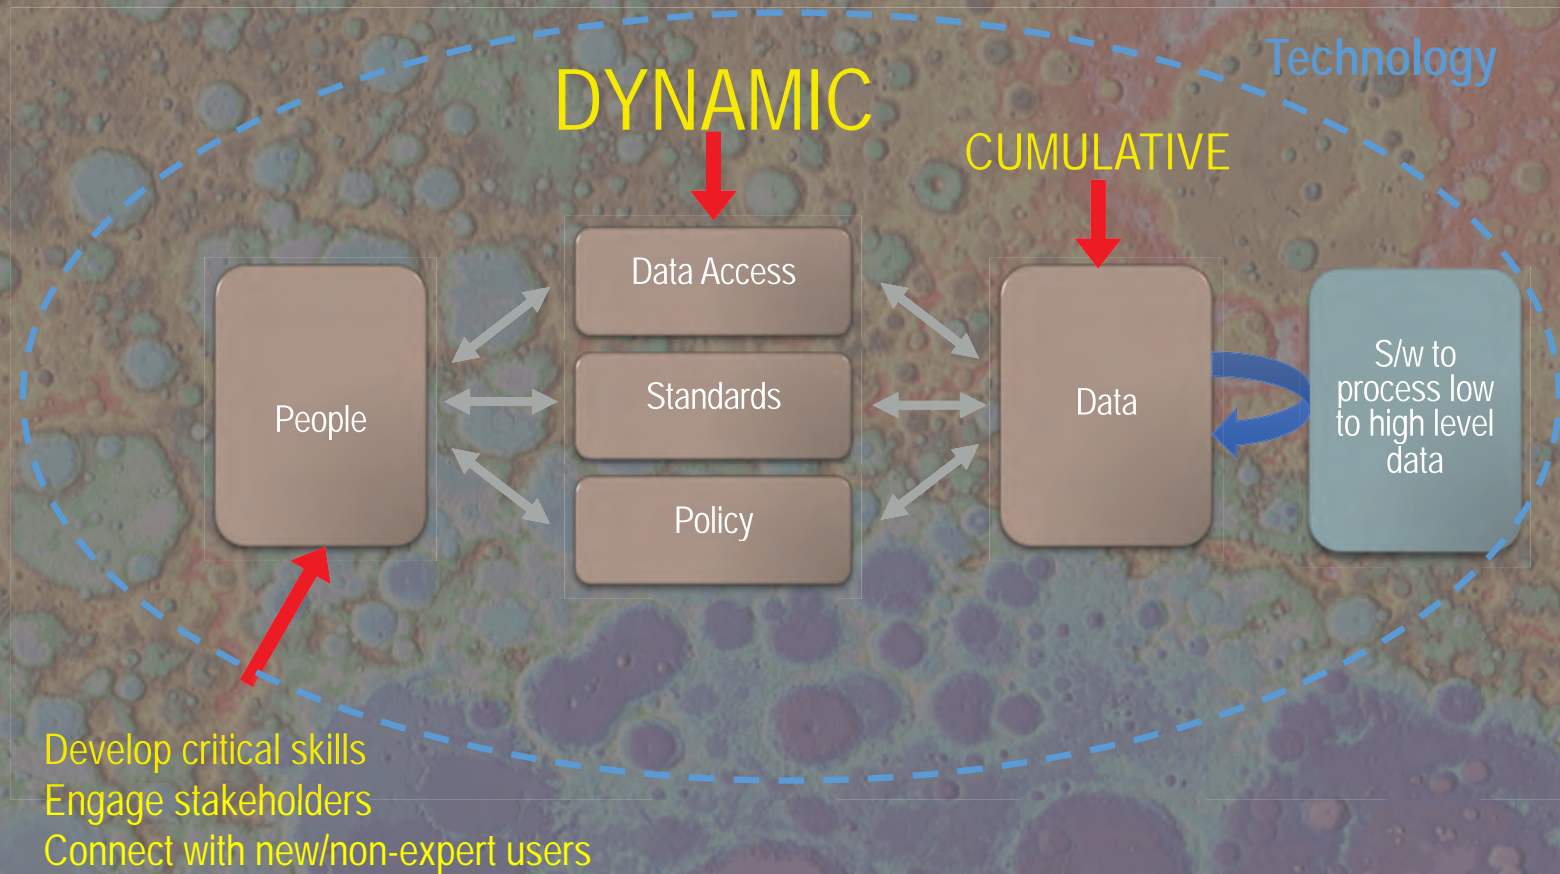 Technology
DYNAMIC
CUMULATIVE
People
Data Access
Standards
Policy
Data
S/w to
process low
to high level
data
Develop critical skills
Engage stakeholders
Connect with new/non-expert users